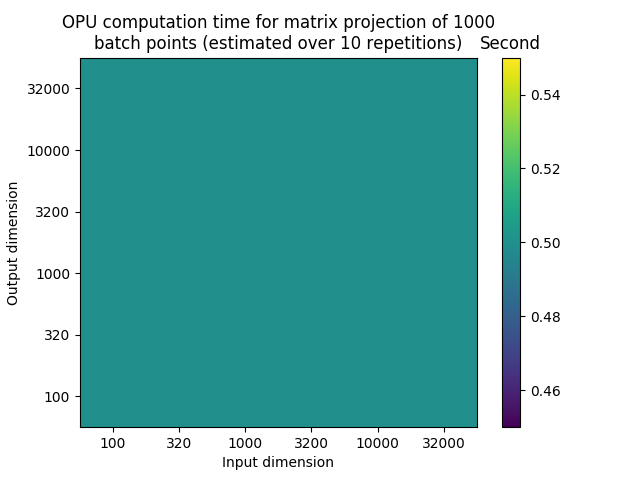 OPU computation time for matrix projection of 1000
batch points (estimated over 10 repetitions)
Second
32000
10000
3200
1000
320
100
Output dimension
100 320 1000 3200 10000 32000
Input dimension
0.54
0.52
0.50
0.48
0.46